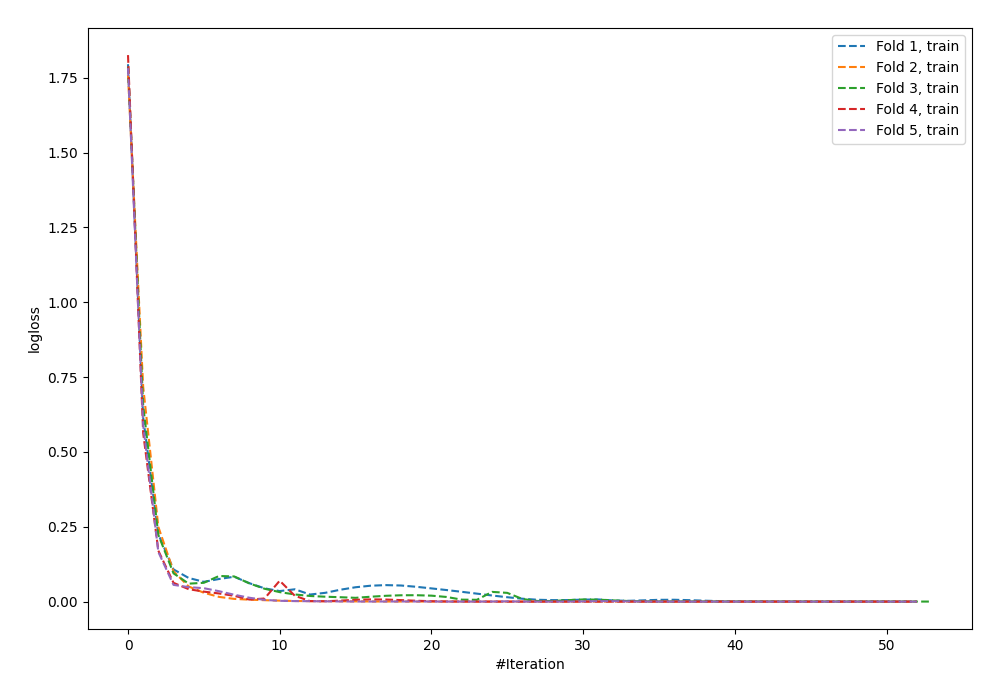 Fold 1, train
Fold 2, train
Fold 3, train
Fold 4, train
Fold 5, train
1.75
1.50
1.25
1.00
0.75
0.50
0.25
0.00
logloss
0 10 20 30 40 50
#Iteration